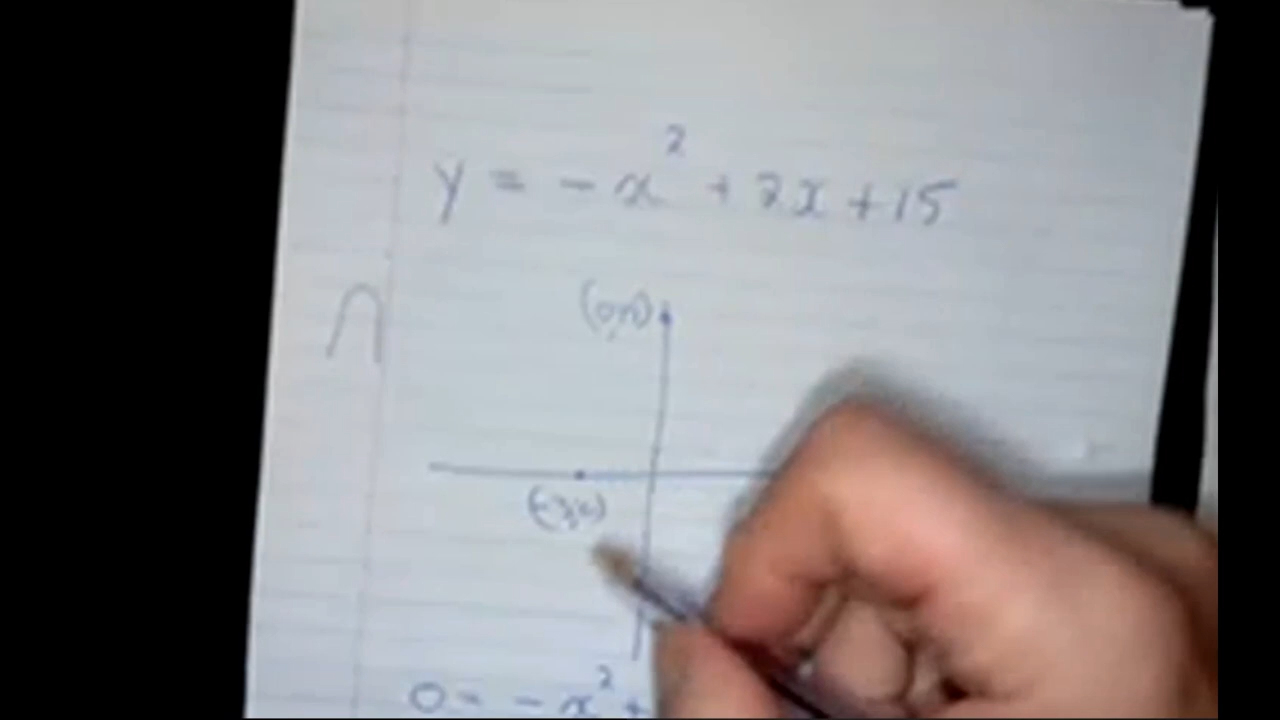 y = -x² + 2x + 15
(0,15)
(-3,0)
0 = -x² +